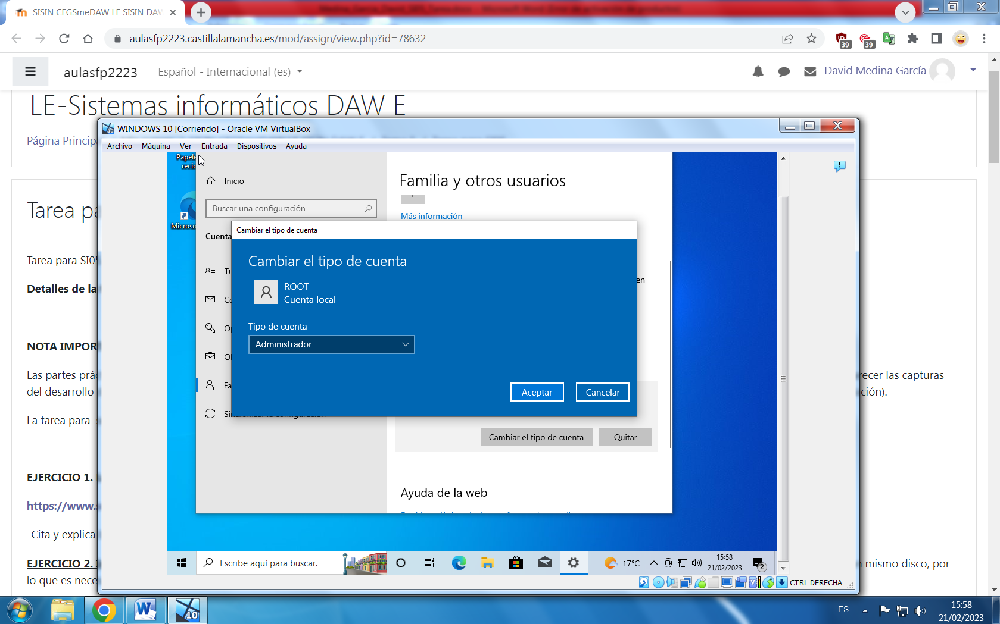 SISIN CFGSmeDAW LE SISIN DAW
aulasfp2223.castillalamancha.es/mod/assign/view.php?id=78632
39
39
aulasfp2223
Español - Internacional (es)
David Medina García
LE-Sistemas informáticos DAW E
Página Princip
Tarea pa
Tarea para SI05
Detalles de la
NOTA IMPOR
Las partes prá
recer las capturas
del desarrollo
ción).
La tarea para
EJERCICIO 1.
https://www.
-Cita y explica
EJERCICIO 2.
n mismo disco, por
lo que es nece
WINDOWS 10 [Corriendo] - Oracle VM VirtualBox
Archivo Máquina Ver Entrada Dispositivos Ayuda
Papele
recic
Microso
Inicio
Buscar una configuración
Cuenta
Tu
Co
Op
Fa
Familia y otros usuarios
Más información
en
Cambiar el tipo de cuenta
Cambiar el tipo de cuenta
ROOT
Cuenta local
Tipo de cuenta
Administrador
Aceptar
Cancelar
Cambiar el tipo de cuenta
Quitar
Ayuda de la web
Escribe aquí para buscar.
17°C
15:58
21/02/2023
2
CTRL DERECHA
10
ES
15:58
21/02/2023